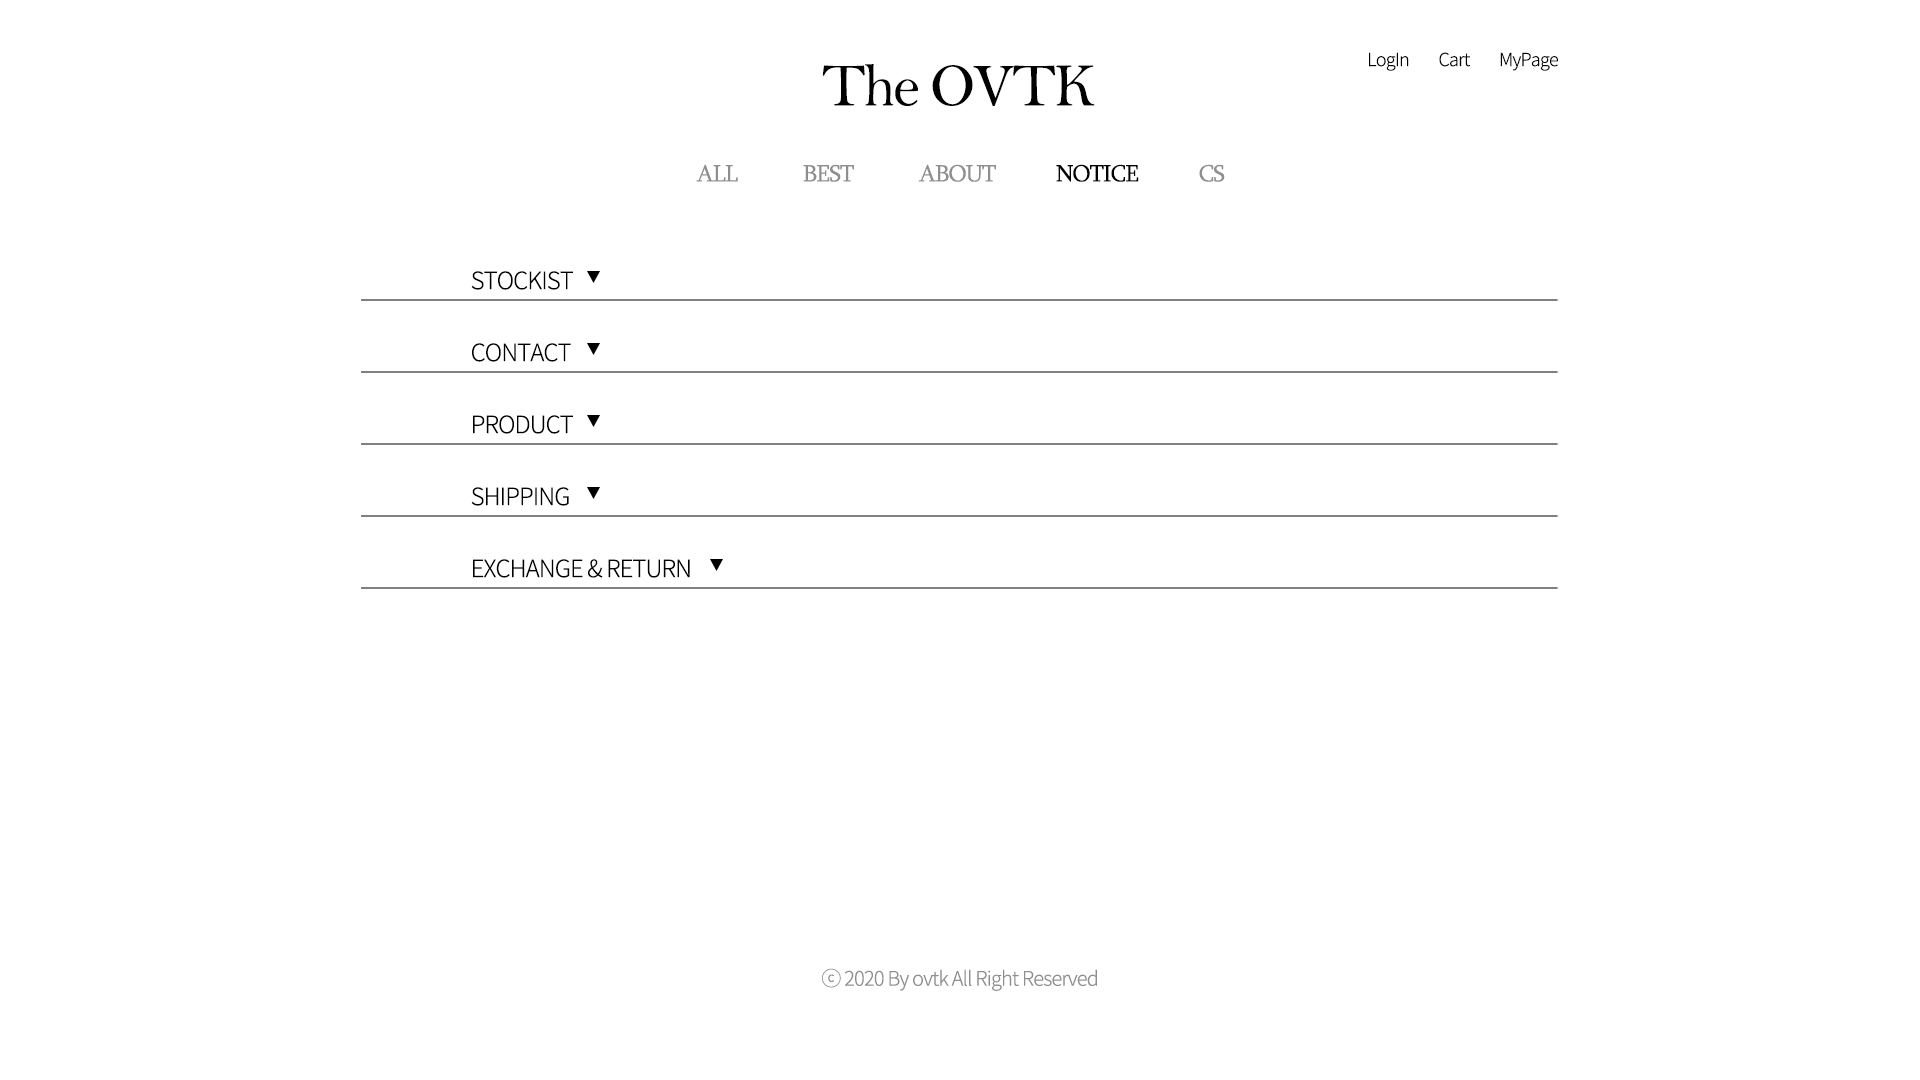 LogIn Cart MyPage
The OVTK
ALL BEST ABOUT NOTICE CS
STOCKIST ▼
CONTACT ▼
PRODUCT ▼
SHIPPING ▼
EXCHANGE & RETURN ▼
ⓒ 2020 By ovtk All Right Reserved